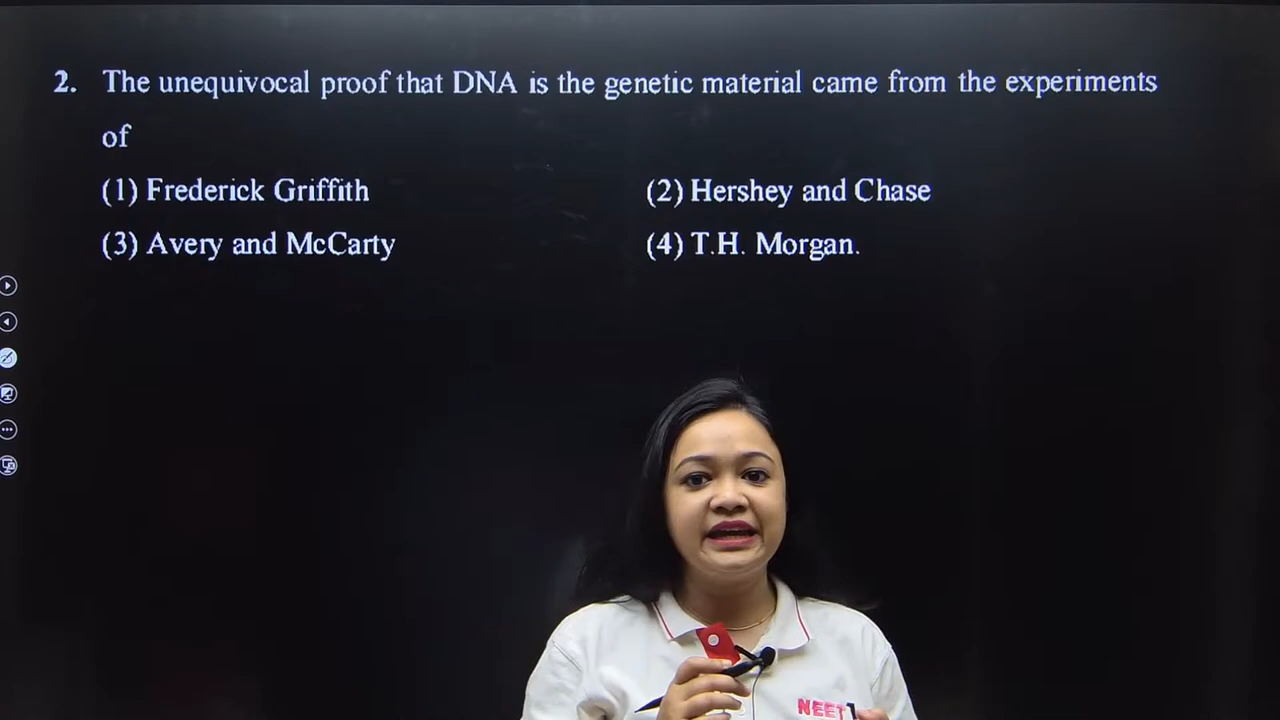 2. The unequivocal proof that DNA is the genetic material came from the experiments
of
(1) Frederick Griffith (2) Hershey and Chase
(3) Avery and McCarty (4) T.H. Morgan.
NEET